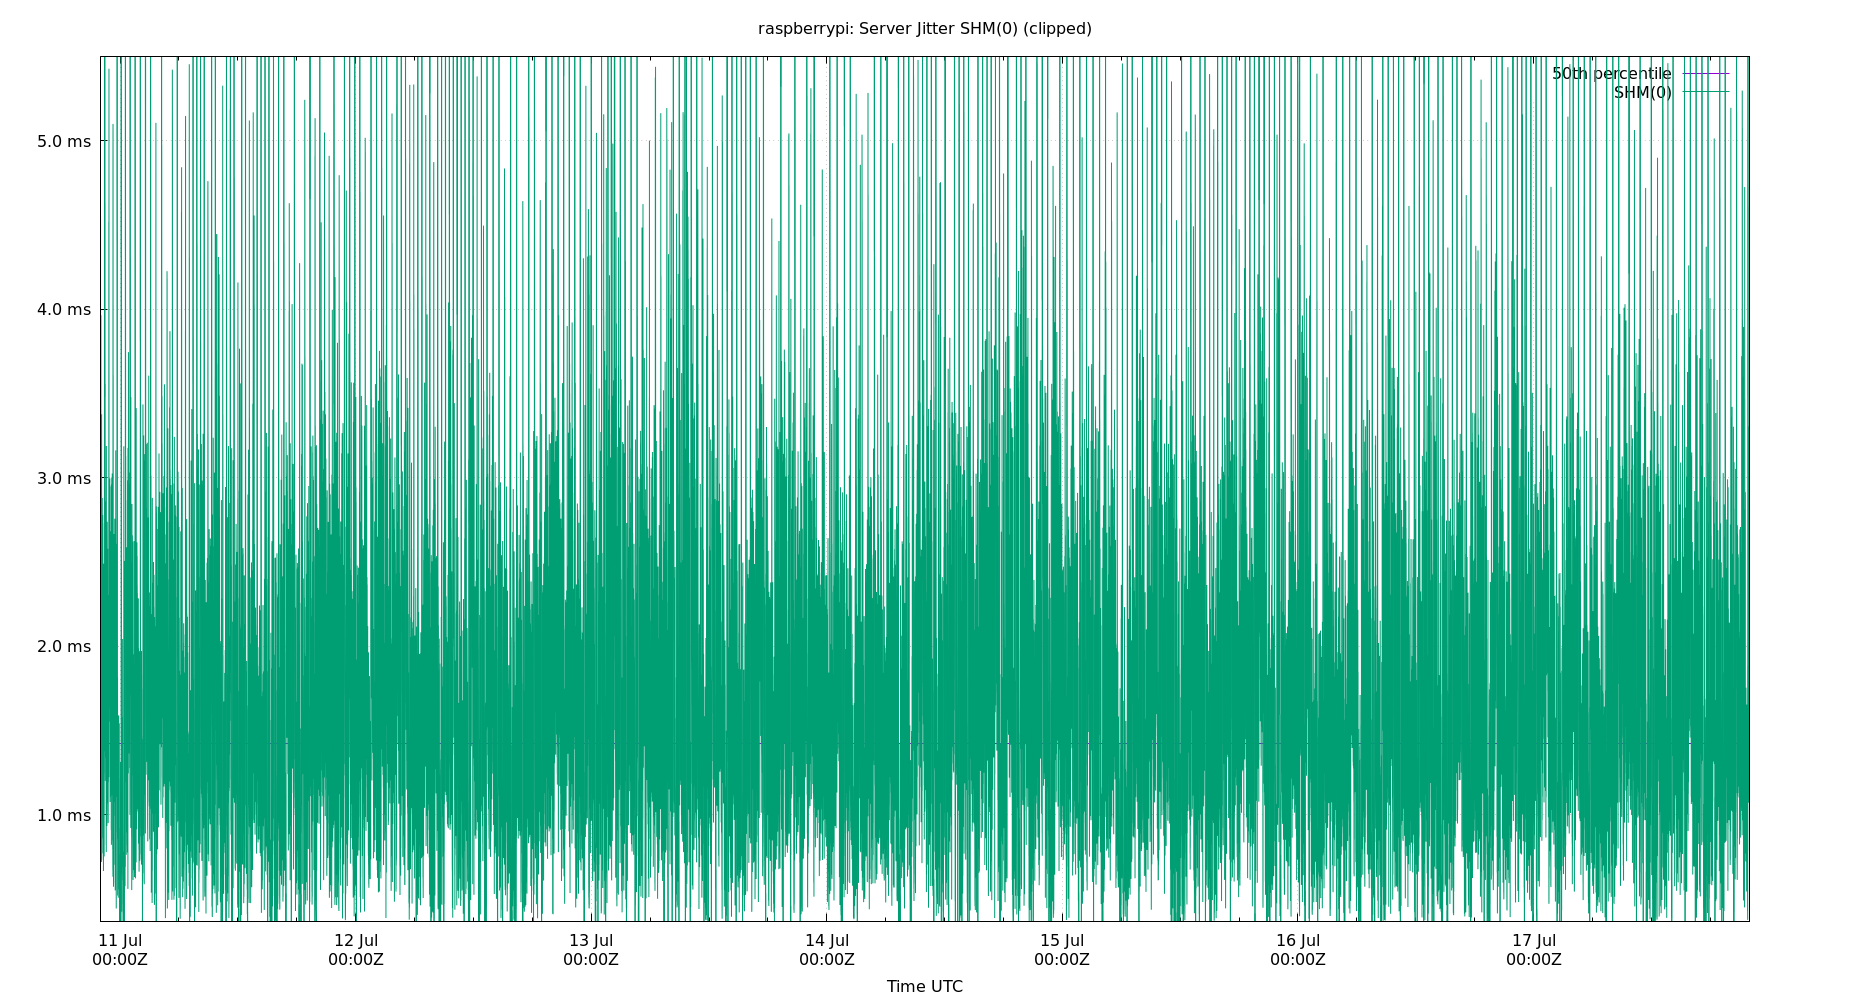 raspberrypi: Server Jitter SHM(0) (clipped)
50th percentile
SHM(0)
5.0 ms
4.0 ms
3.0 ms
2.0 ms
1.0 ms
11 Jul 12 Jul 13 Jul 14 Jul 15 Jul 16 Jul 17 Jul
00:00Z 00:00Z 00:00Z 00:00Z 00:00Z 00:00Z 00:00Z
Time UTC